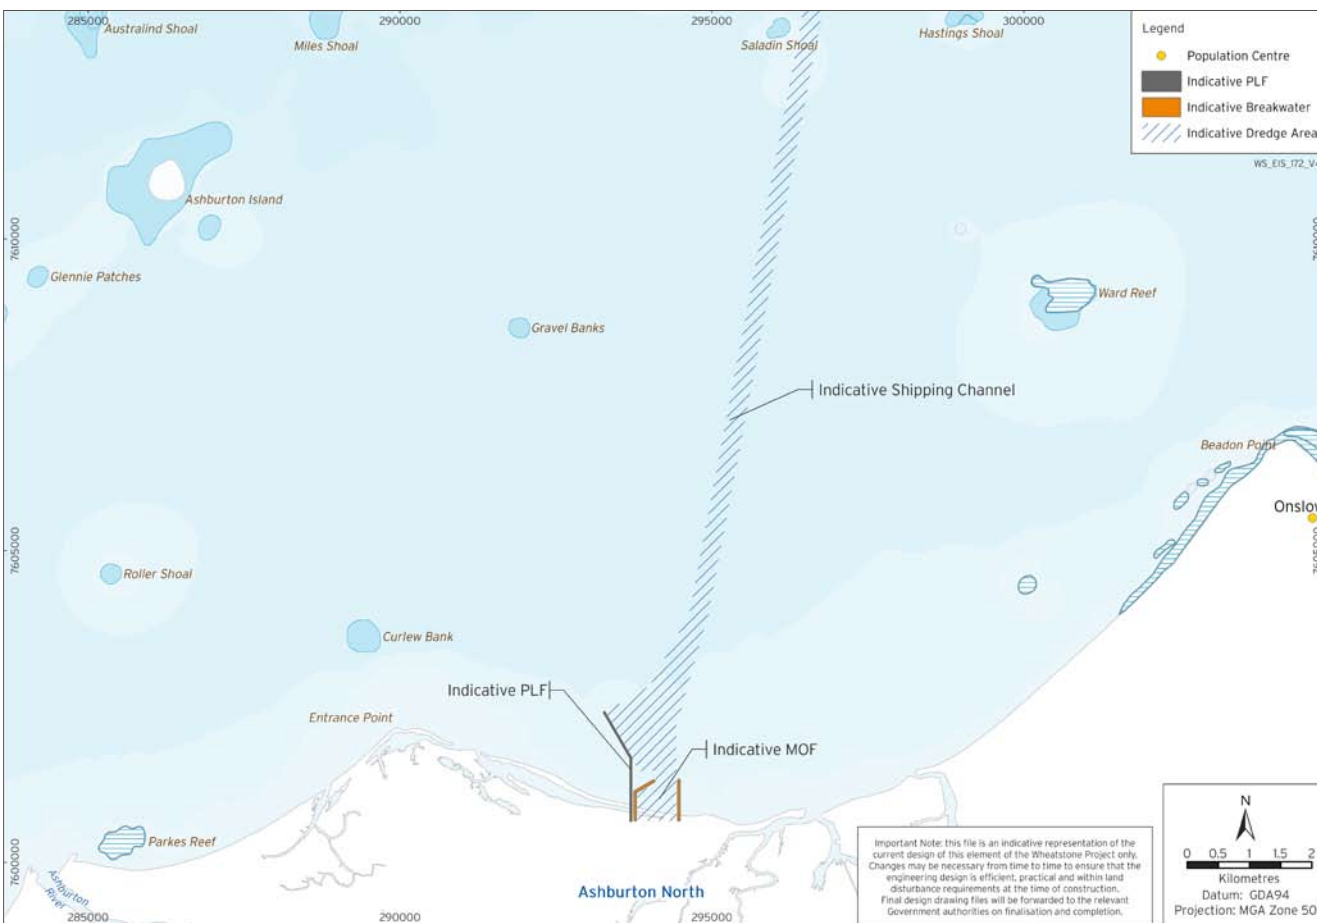 285000
290000
295000
300000
Australind Shoal
Miles Shoal
Saladin Shoal
Hastings Shoal
Legend
Population Centre
Indicative PLF
Indicative Breakwater
Indicative Dredge Area
WS_EIS_172_V
Ashburton Island
7610000
7610000
Glennie Patches
Ward Reef
Gravel Banks
Indicative Shipping Channel
Beadon Point
Onslow
7605000
7605000
Roller Shoal
Curlew Bank
Indicative PLF
Entrance Point
Indicative MOF
Parkes Reef
7600000
Ashburton
River
Ashburton North
Important Note: this file is an indicative representation of the
current design of this element of the Wheatstone Project only.
Changes may be necessary from time to time to ensure that the
engineering design is efficient, practical and within land
disturbance requirements at the time of construction.
Final design drawing files will be forwarded to the relevant
Government authorities on finalisation and completion.
N
0 0.5 1 1.5 2
Kilometres
Datum: GDA94
Projection: MGA Zone 50
285000
290000
295000